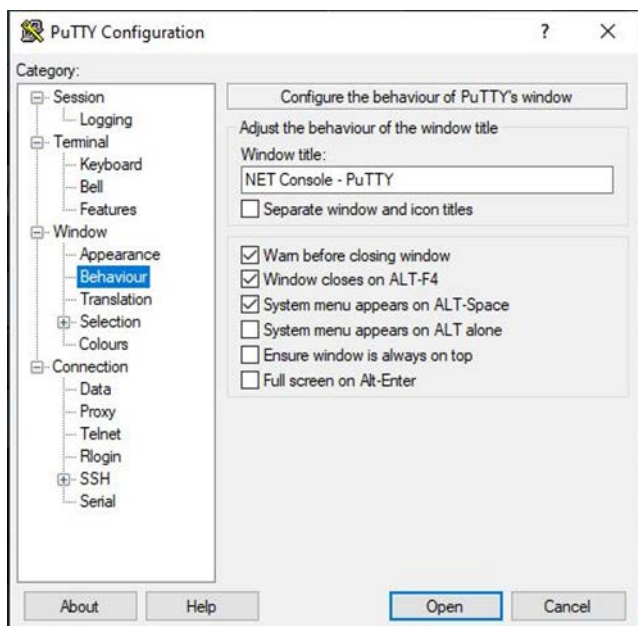 PuTTY Configuration
?
Category:
Session
Logging
Terminal
Keyboard
Bell
Features
Window
Appearance
Behaviour
Translation
Selection
Colours
Connection
Data
Proxy
Telnet
Rlogin
SSH
Serial
Configure the behaviour of PuTTY's window
Adjust the behaviour of the window title
Window title:
NET Console - PuTTY
Separate window and icon titles
Warn before closing window
Window closes on ALT-F4
System menu appears on ALT-Space
System menu appears on ALT alone
Ensure window is always on top
Full screen on Alt-Enter
About
Help
Open
Cancel